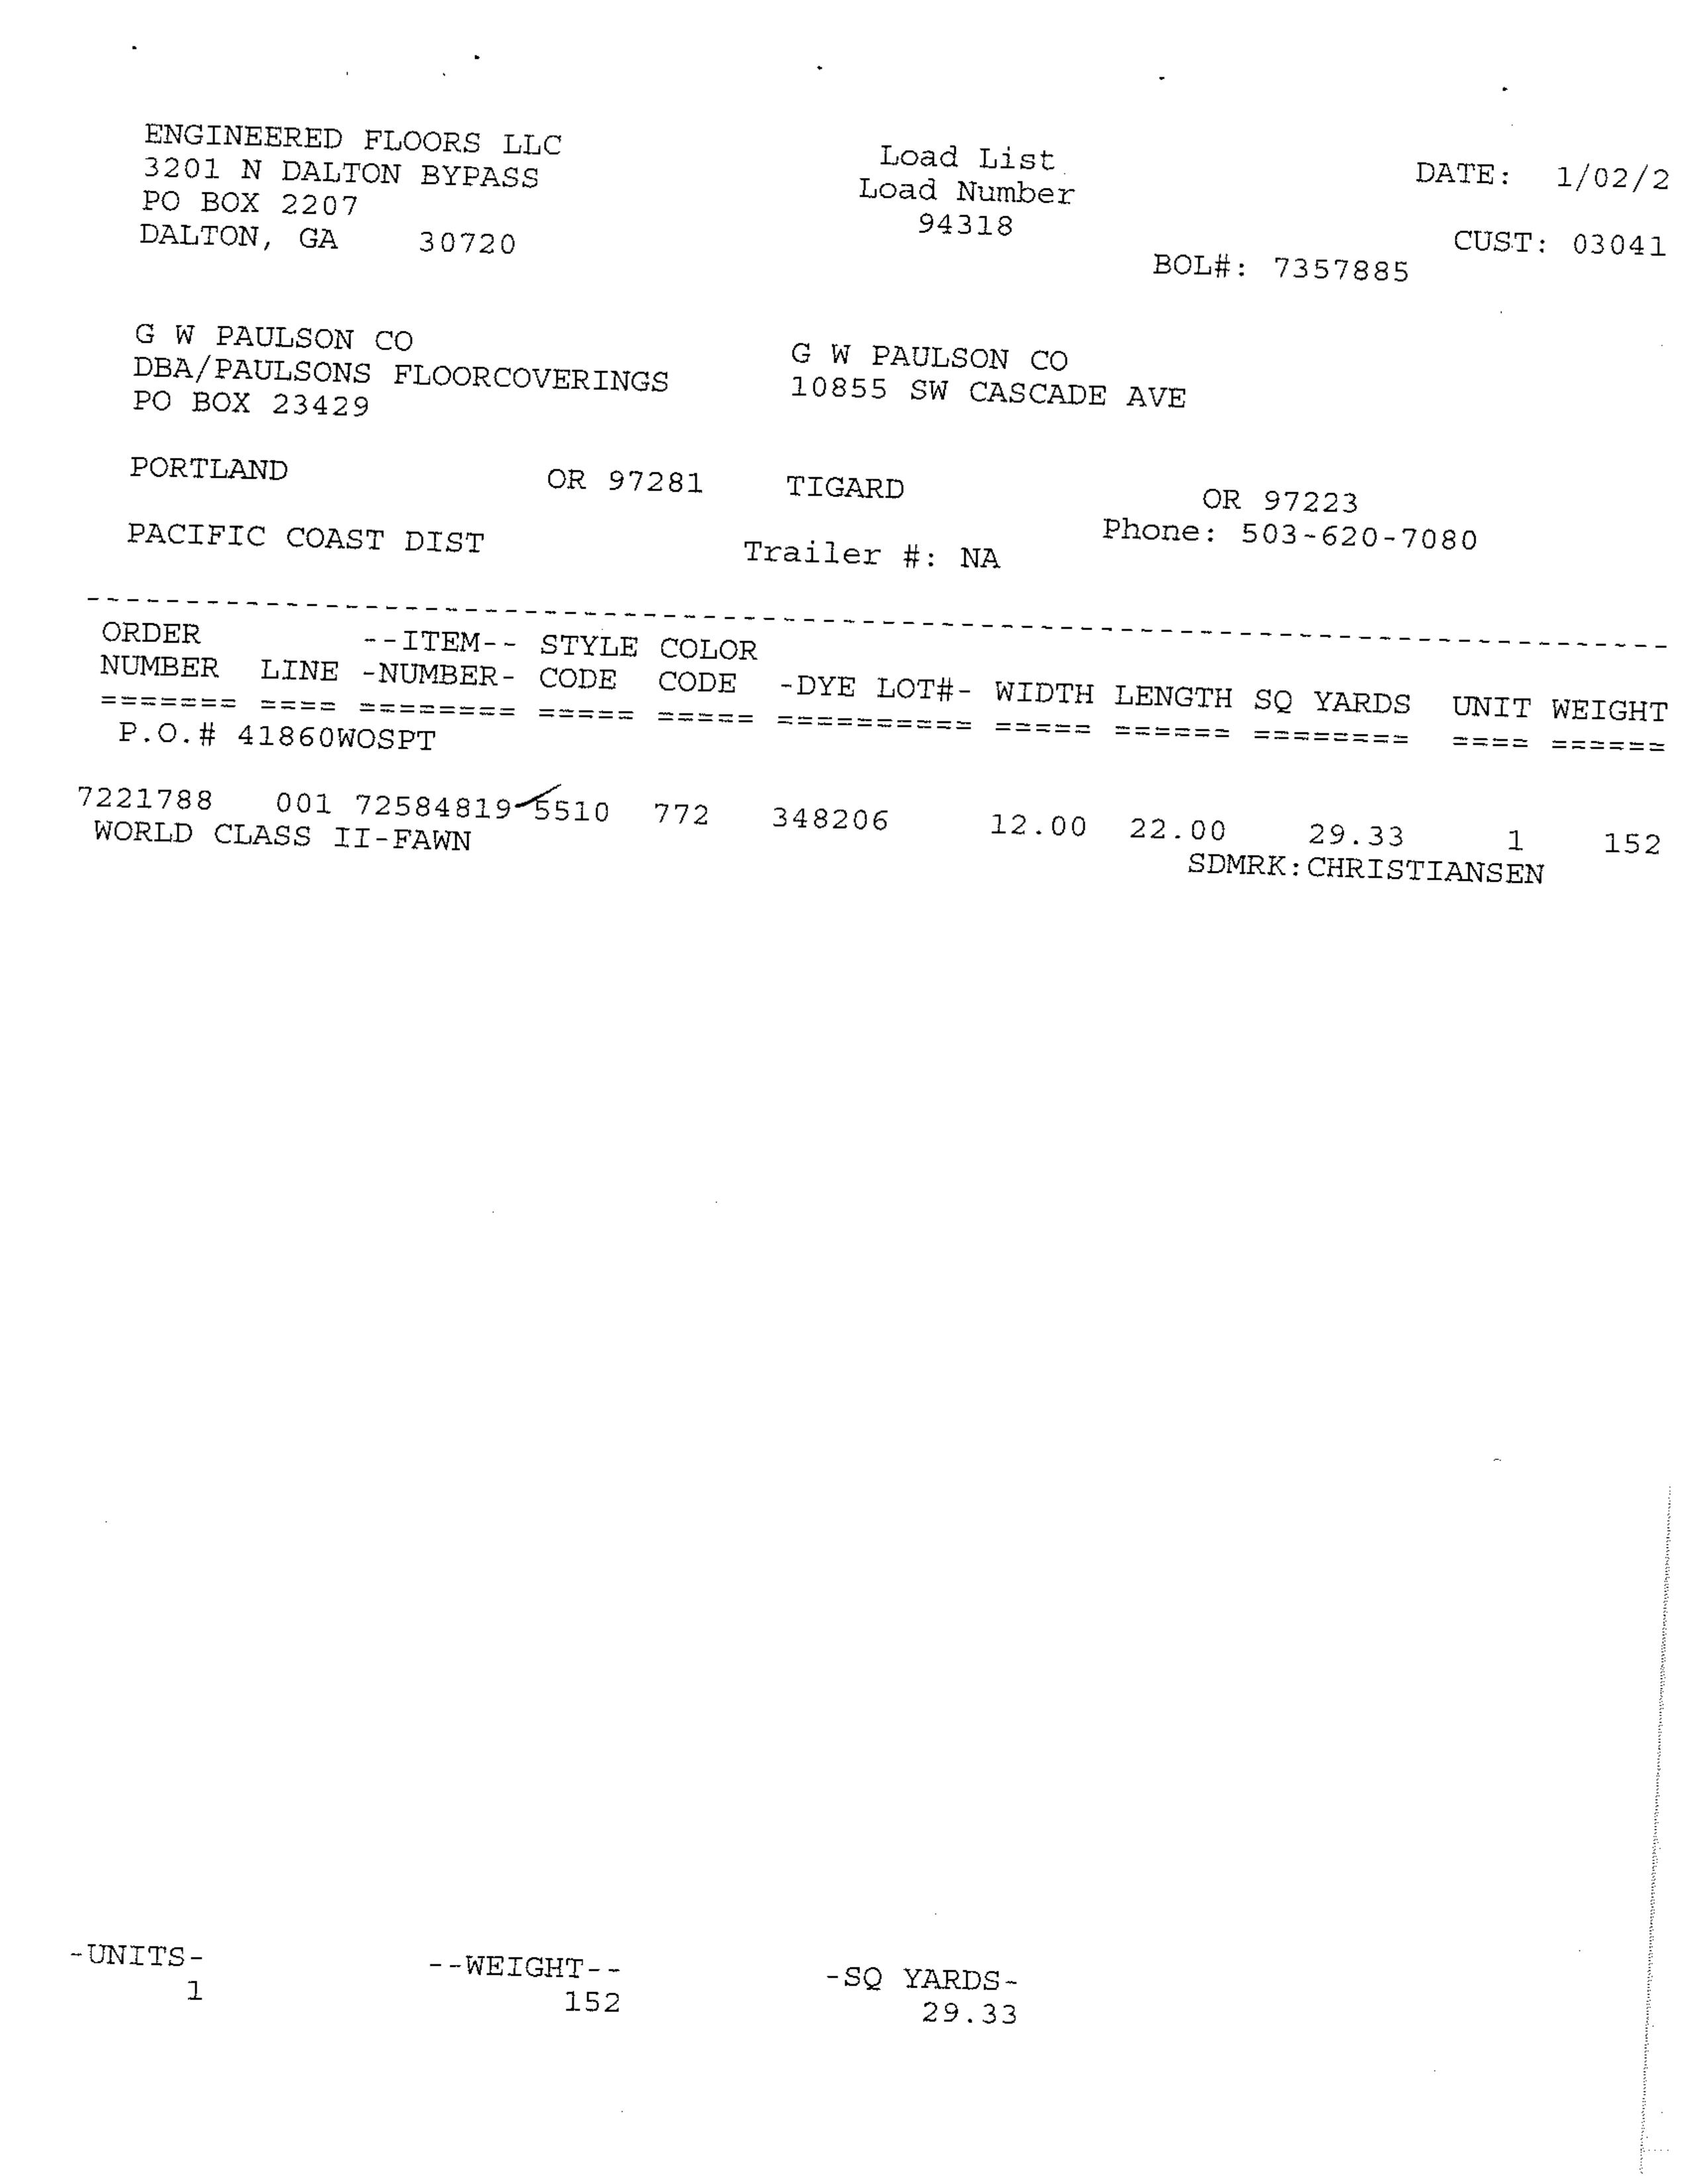 ENGINEERED FLOORS LLC
3201 N DALTON BYPASS
PO BOX 2207
DALTON, GA 30720
Load List
Load Number
94318
DATE: 1/02/2
CUST: 03041
BOL#: 7357885
G W PAULSON CO
DBA/PAULSONS FLOORCOVERINGS
PO BOX 23429
PORTLAND OR 97281
G W PAULSON CO
10855 SW CASCADE AVE
TIGARD OR 97223
Phone: 503-620-7080
PACIFIC COAST DIST
Trailer #: NA
ORDER --ITEM-- STYLE COLOR
NUMBER LINE -NUMBER- CODE CODE -DYE LOT#- WIDTH LENGTH SQ YARDS UNIT WEIGHT
======= ==== ======== ===== ===== ========== ===== ====== ======== ==== ======
P.O.# 41860WOSPT
7221788 001 72584819 5510 772 348206 12.00 22.00 29.33 1 152
WORLD CLASS II-FAWN
SDMRK:CHRISTIANSEN
-UNITS- --WEIGHT-- -SQ YARDS-
1 152 29.33